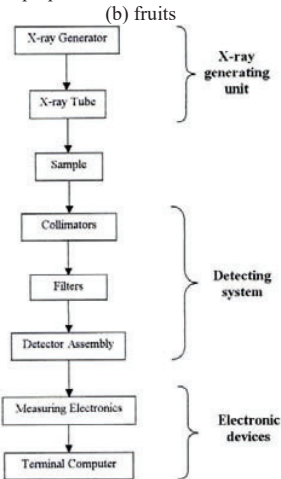 (b) fruits
X-ray Generator
X-ray
generating
unit
X-ray Tube
Sample
Collimators
Filters
Detecting
system
Detector Assembly
Measuring Electronics
Electronic
devices
Terminal Computer